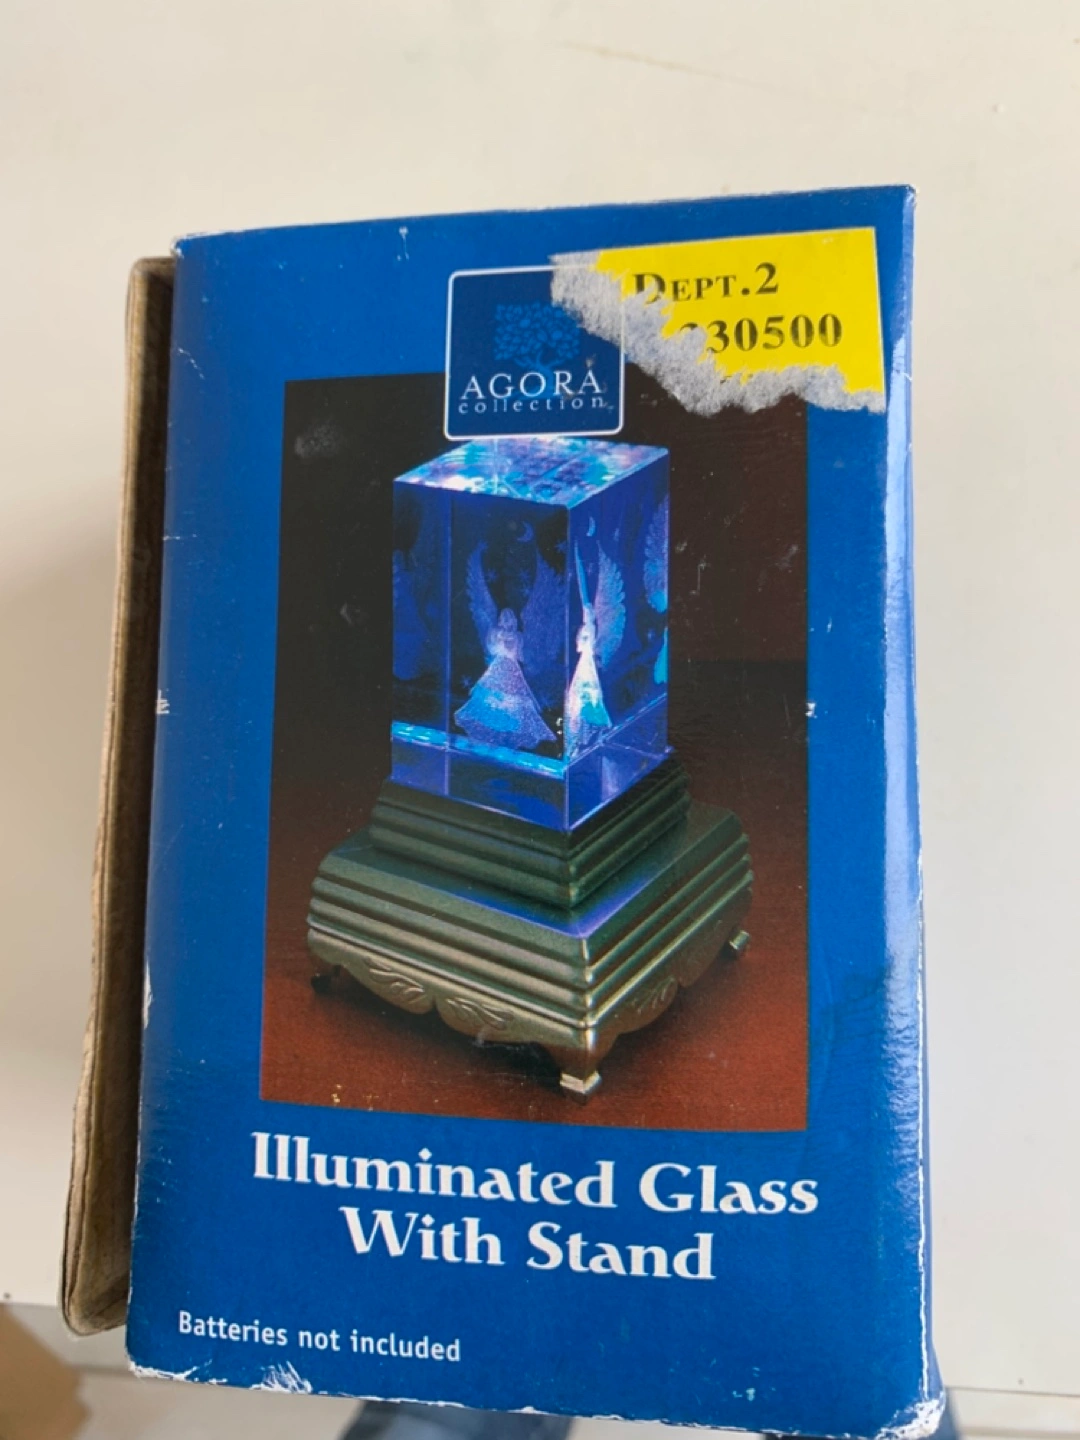 DEPT.2
30500
AGORA
collection
Illuminated Glass
With Stand
Batteries not included